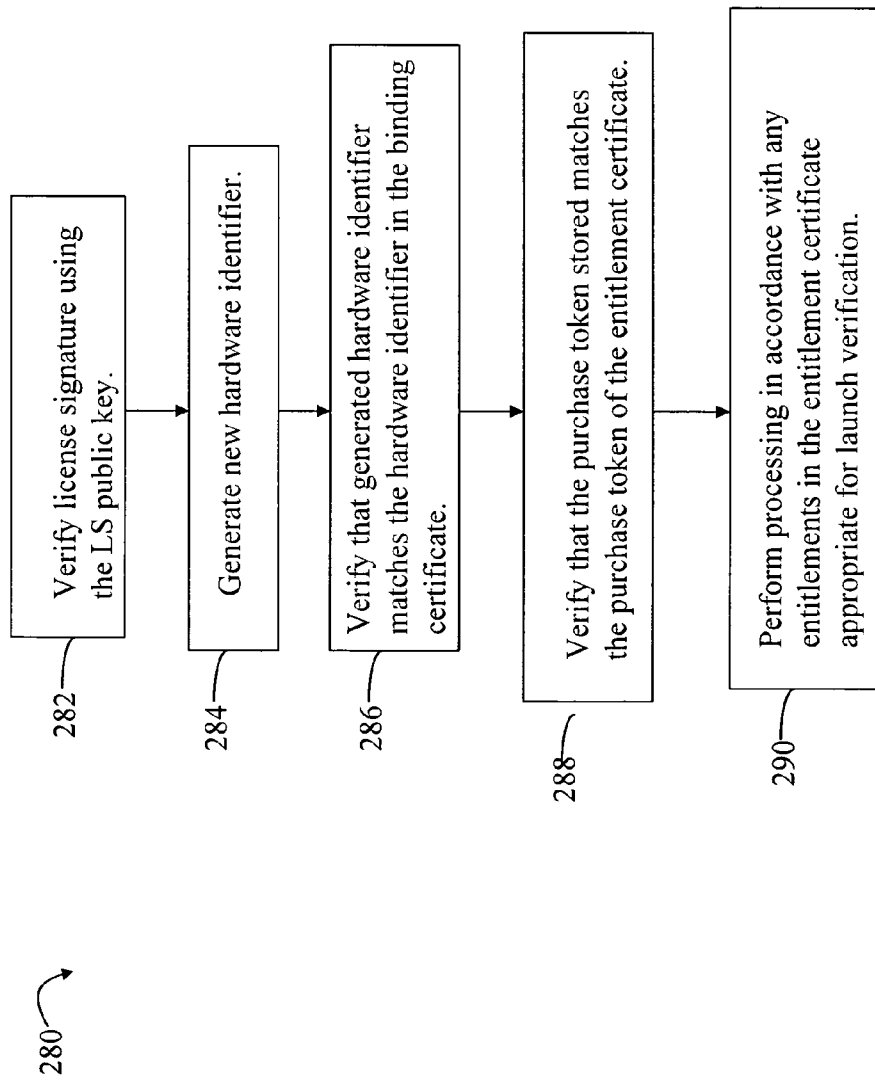 280
282
Verify license signature using
the LS public key.
284
Generate new hardware identifier.
286
Verify that generated hardware identifier
matches the hardware identifier in the binding
certificate.
288
Verify that the purchase token stored matches
the purchase token of the entitlement certificate.
290
Perform processing in accordance with any
entitlements in the entitlement certificate
appropriate for launch verification.